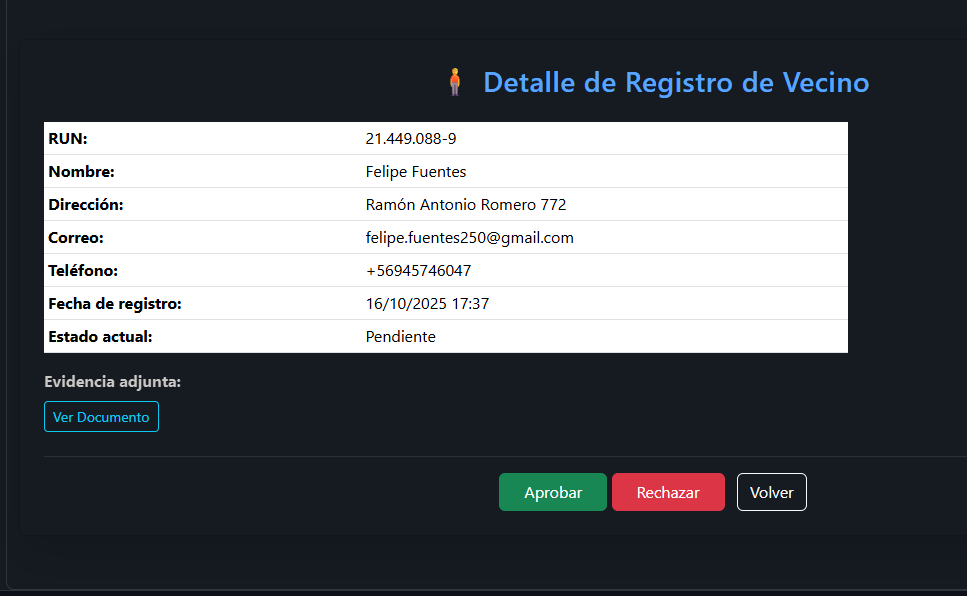 Detalle de Registro de Vecino
RUN: 21.449.088-9
Nombre: Felipe Fuentes
Dirección: Ramón Antonio Romero 772
Correo: felipe.fuentes250@gmail.com
Teléfono: +56945746047
Fecha de registro: 16/10/2025 17:37
Estado actual: Pendiente
Evidencia adjunta:
Ver Documento
Aprobar Rechazar Volver